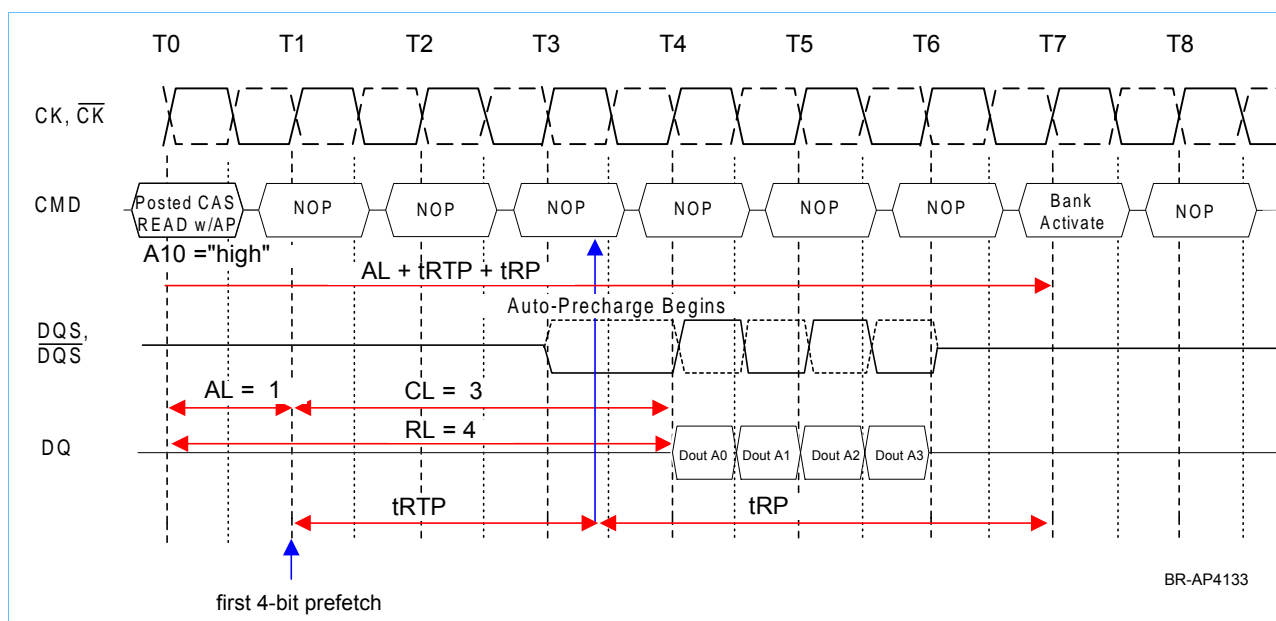 T0 T1 T2 T3 T4 T5 T6 T7 T8
CK, CK
CMD
Posted CAS
READ w/AP
NOP NOP NOP NOP NOP NOP
Bank
Activate
NOP
A10 ="high"
AL + tRTP + tRP
Auto-Precharge Begins
DQS,
DQS
AL = 1
CL = 3
RL = 4
DQ
Dout A0 Dout A1 Dout A2 Dout A3
tRTP
tRP
BR-AP4133
first 4-bit prefetch